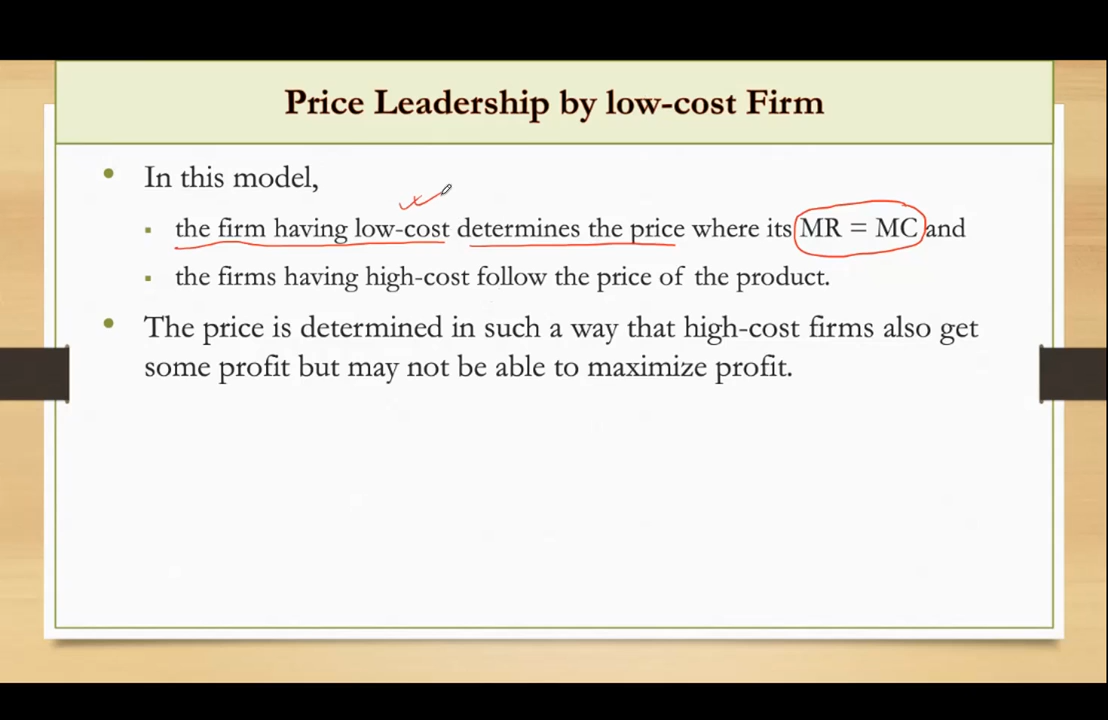 Price Leadership by low-cost Firm
• In this model,
▪ the firm having low-cost determines the price where its MR = MC and
▪ the firms having high-cost follow the price of the product.
• The price is determined in such a way that high-cost firms also get
some profit but may not be able to maximize profit.